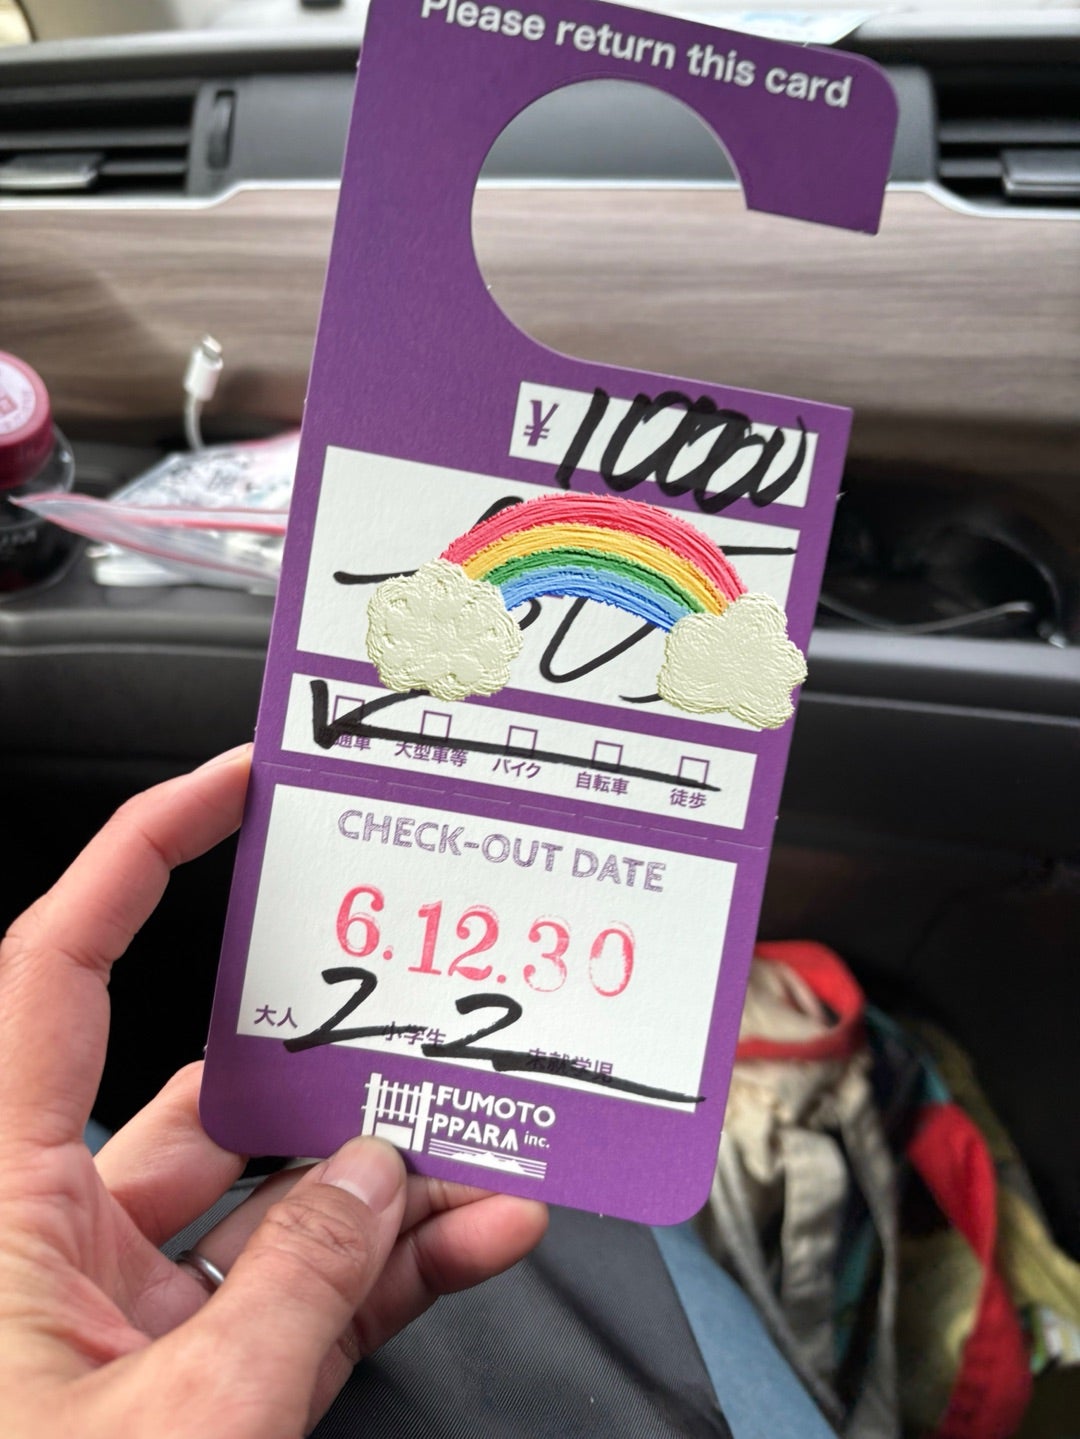 Please return this card
¥ 10000
普通車 大型車等 バイク 自転車 徒歩
CHECK-OUT DATE
6.12.30
大人 2 小学生 2 未就学児
FUMOTO
PPARA inc.